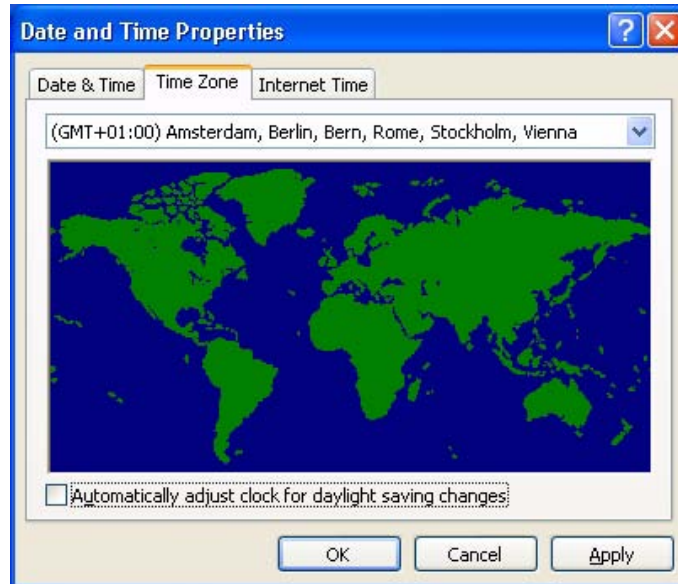 Date and Time Properties
Date & Time Time Zone Internet Time
(GMT+01:00) Amsterdam, Berlin, Bern, Rome, Stockholm, Vienna
Automatically adjust clock for daylight saving changes
OK Cancel Apply